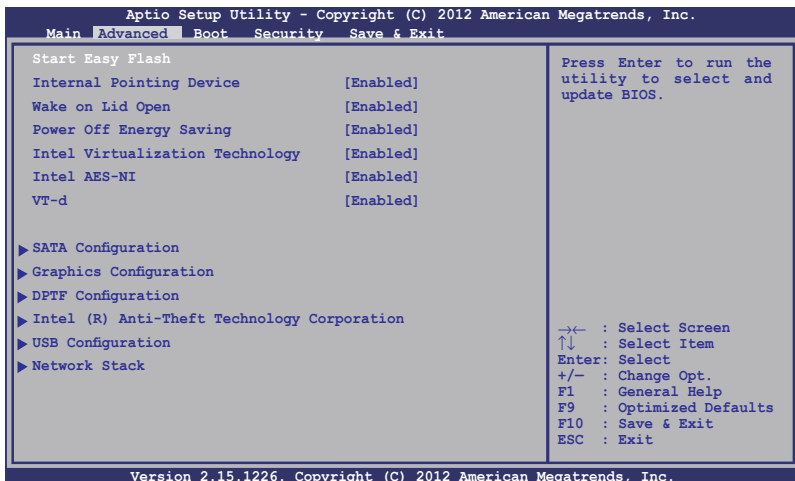 Aptio Setup Utility - Copyright (C) 2012 American Megatrends, Inc.
Main Advanced Boot Security Save & Exit
Start Easy Flash
Internal Pointing Device [Enabled]
Wake on Lid Open [Enabled]
Power Off Energy Saving [Enabled]
Intel Virtualization Technology [Enabled]
Intel AES-NI [Enabled]
VT-d [Enabled]
SATA Configuration
Graphics Configuration
DPTF Configuration
Intel (R) Anti-Theft Technology Corporation
USB Configuration
Network Stack
Press Enter to run the
utility to select and
update BIOS.
→← : Select Screen
↑↓ : Select Item
Enter: Select
+/— : Change Opt.
F1 : General Help
F9 : Optimized Defaults
F10 : Save & Exit
ESC : Exit
Version 2.15.1226. Copyright (C) 2012 American Megatrends, Inc.